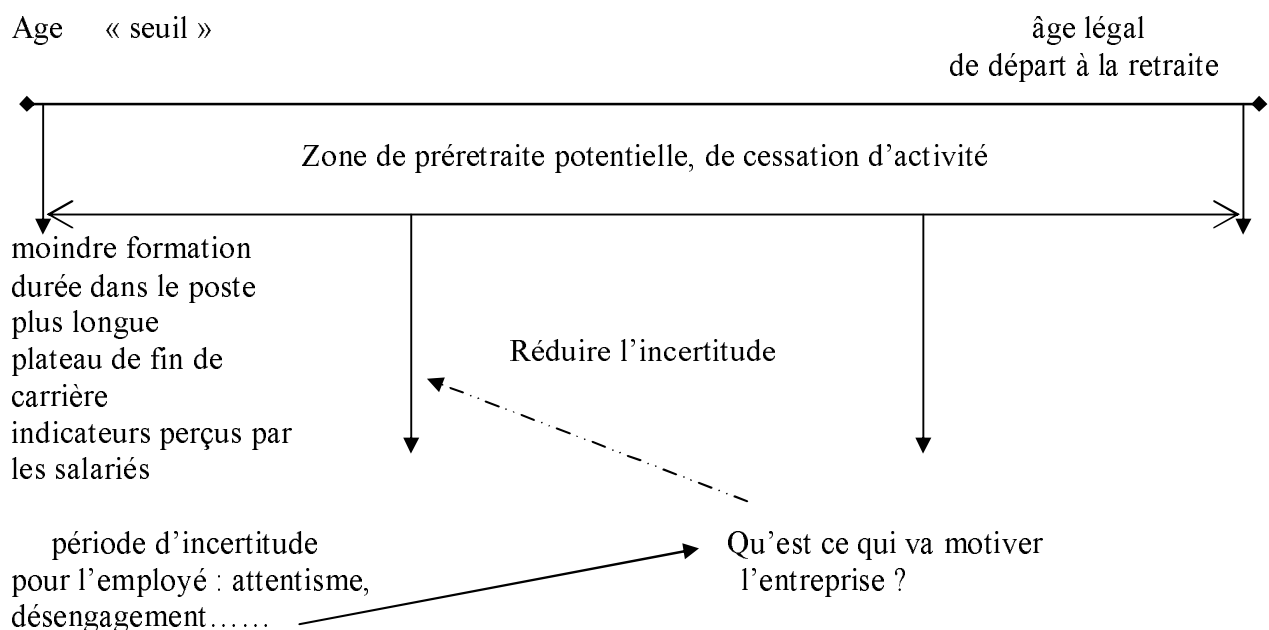 Age « seuil »
âge légal
de départ à la retraite
Zone de préretraite potentielle, de cessation d’activité
moindre formation
durée dans le poste
plus longue
plateau de fin de
carrière
indicateurs perçus par
les salariés
Réduire l’incertitude
période d’incertitude
pour l’employé : attentisme,
désengagement……
Qu’est ce qui va motiver
l’entreprise ?